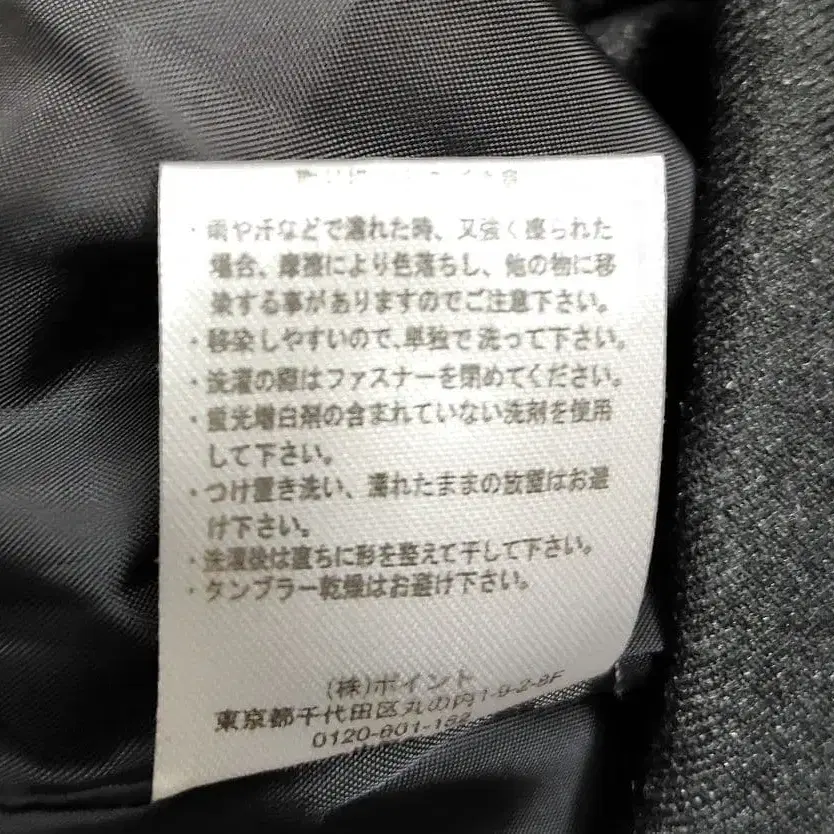 ・雨や汗などで濡れた時、又強く擦られた
場合、摩擦により色落ちし、他の物に移
染する事がありますのでご注意下さい。
・移染しやすいので、単独で洗って下さい。
・洗濯の際はファスナーを閉めてください。
・蛍光増白剤の含まれていない洗剤を使用
して下さい。
・つけ置き洗い、濡れたままの放置はお避
け下さい。
・洗濯後は直ちに形を整えて干して下さい。
・タンブラー乾燥はお避け下さい。
(株)ポイント
東京都千代田区丸の内1-9-2-8F
0120-601-162